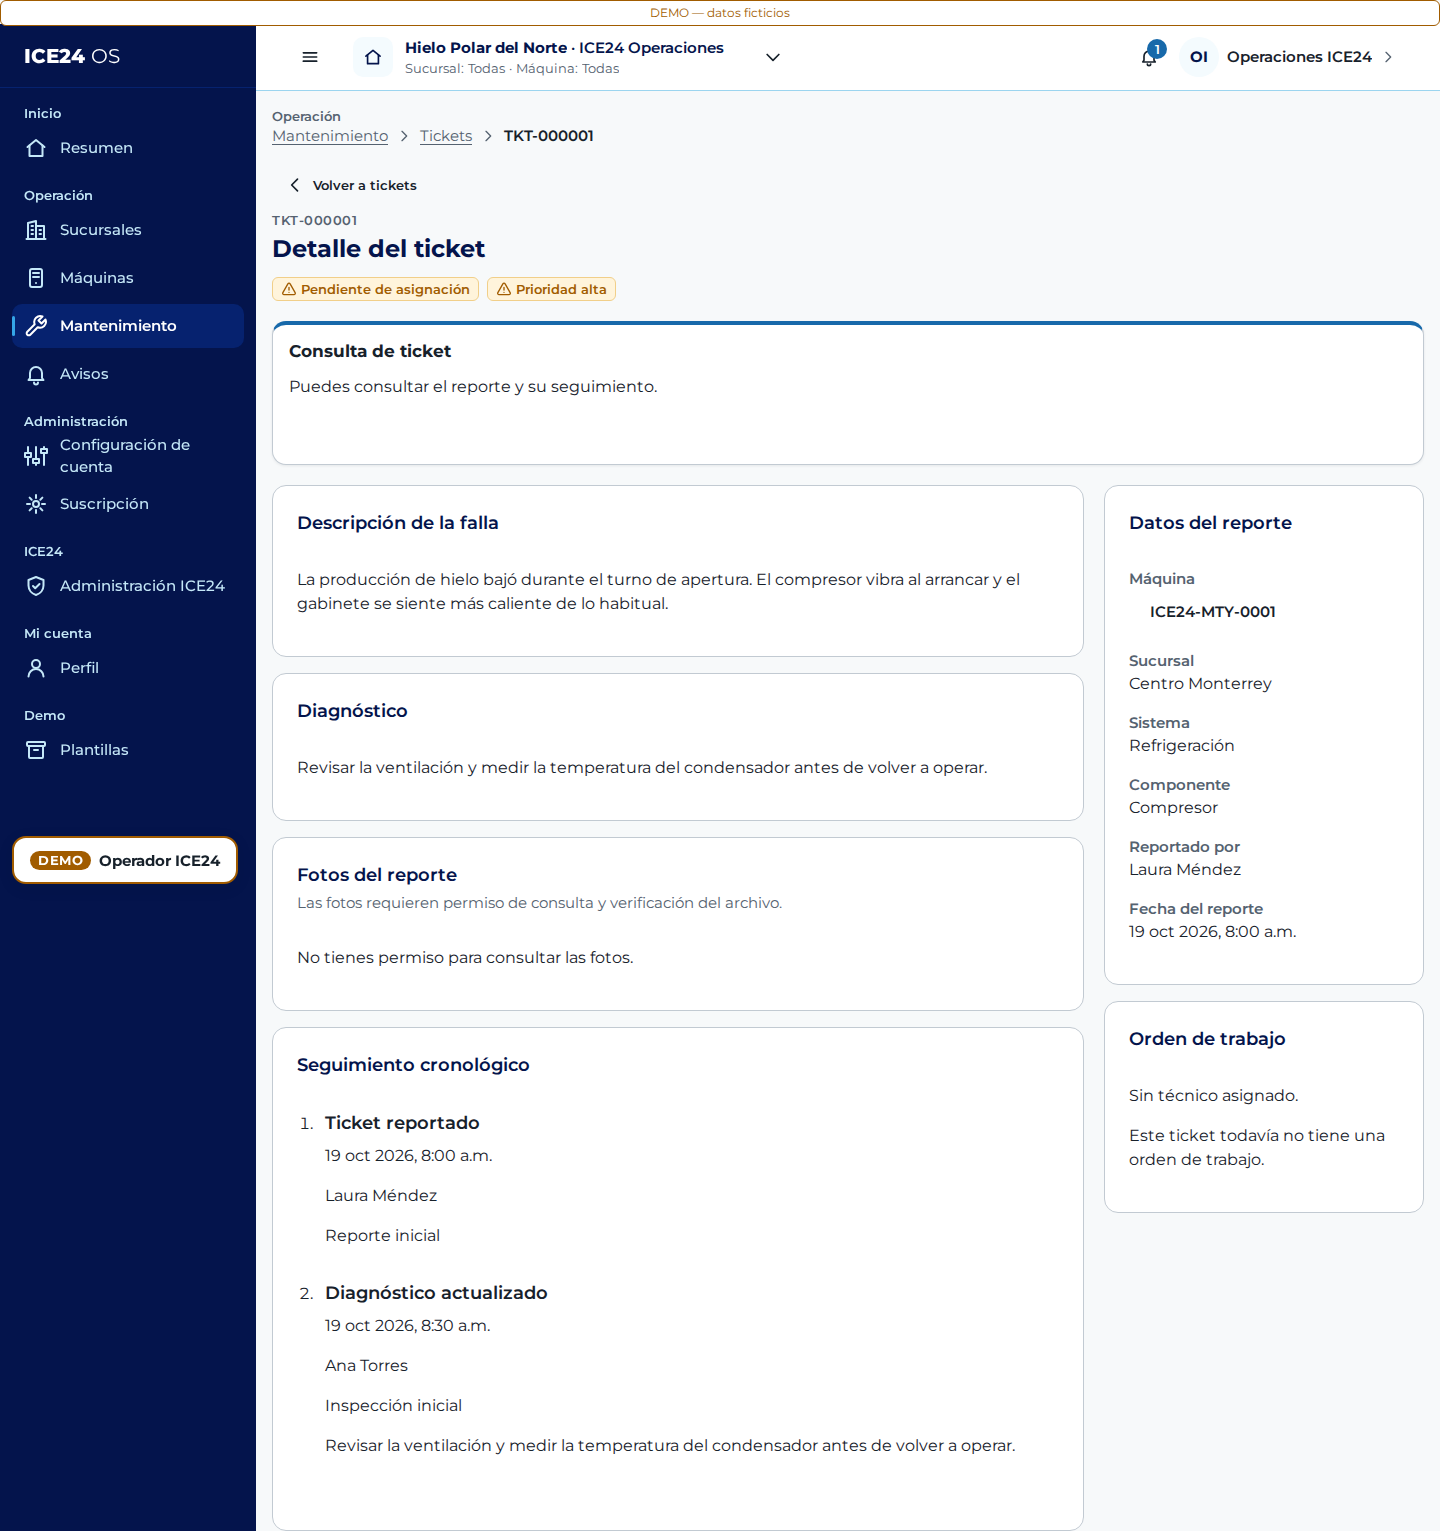 DEMO — datos ficticios
ICE24 OS
Inicio
Resumen
Operación
Sucursales
Máquinas
Mantenimiento
Avisos
Administración
Configuración de
cuenta
Suscripción
ICE24
Administración ICE24
Mi cuenta
Perfil
Demo
Plantillas
DEMO Operador ICE24
Hielo Polar del Norte · ICE24 Operaciones
Sucursal: Todas · Máquina: Todas
1
OI
Operaciones ICE24
Operación
Mantenimiento
Tickets
TKT-000001
Volver a tickets
TKT-000001
Detalle del ticket
Pendiente de asignación
Prioridad alta
Consulta de ticket
Puedes consultar el reporte y su seguimiento.
Descripción de la falla
La producción de hielo bajó durante el turno de apertura. El compresor vibra al arrancar y el
gabinete se siente más caliente de lo habitual.
Diagnóstico
Revisar la ventilación y medir la temperatura del condensador antes de volver a operar.
Fotos del reporte
Las fotos requieren permiso de consulta y verificación del archivo.
No tienes permiso para consultar las fotos.
Seguimiento cronológico
1. Ticket reportado
19 oct 2026, 8:00 a.m.
Laura Méndez
Reporte inicial
2. Diagnóstico actualizado
19 oct 2026, 8:30 a.m.
Ana Torres
Inspección inicial
Revisar la ventilación y medir la temperatura del condensador antes de volver a operar.
Datos del reporte
Máquina
ICE24-MTY-0001
Sucursal
Centro Monterrey
Sistema
Refrigeración
Componente
Compresor
Reportado por
Laura Méndez
Fecha del reporte
19 oct 2026, 8:00 a.m.
Orden de trabajo
Sin técnico asignado.
Este ticket todavía no tiene una
orden de trabajo.